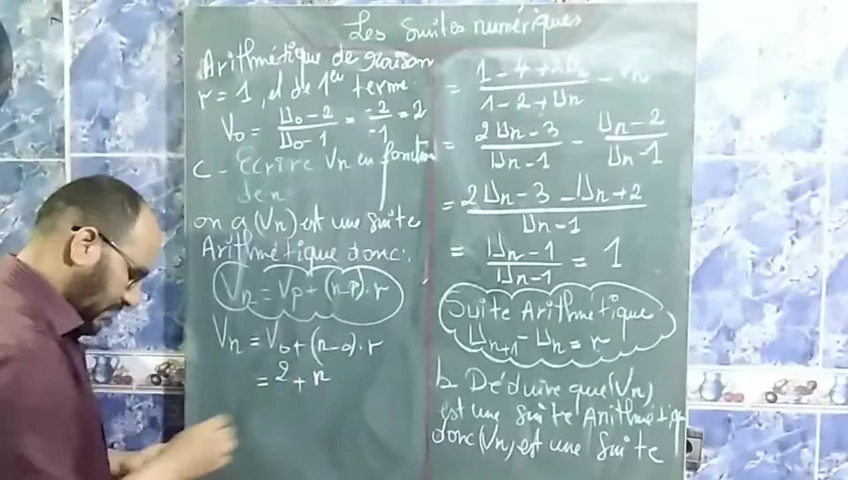 Les Suites numériques
Arithmétique de raison
r = 1, et de 1er terme
V0 = (U0 - 2)/(U0 - 1) = (-2)/(-1) = 2
C - Ecrire Vn en fonction
de n
on a (Vn) est une suite
Arithmétique donc:
Vn = Vp + (n-p).r
Vn = V0 + (n-0).r
= 2 + n
= (1 - 4 + 2Un)/(1 - 2 + Un) - Vn
= (2Un - 3)/(Un - 1) - (Un - 2)/(Un - 1)
= (2Un - 3 - Un + 2)/(Un - 1)
= (Un - 1)/(Un - 1) = 1
Suite Arithmétique
Un+1 - Un = r
b. Déduire que (Vn)
est une suite Arithmétique
donc (Vn) est une Suite